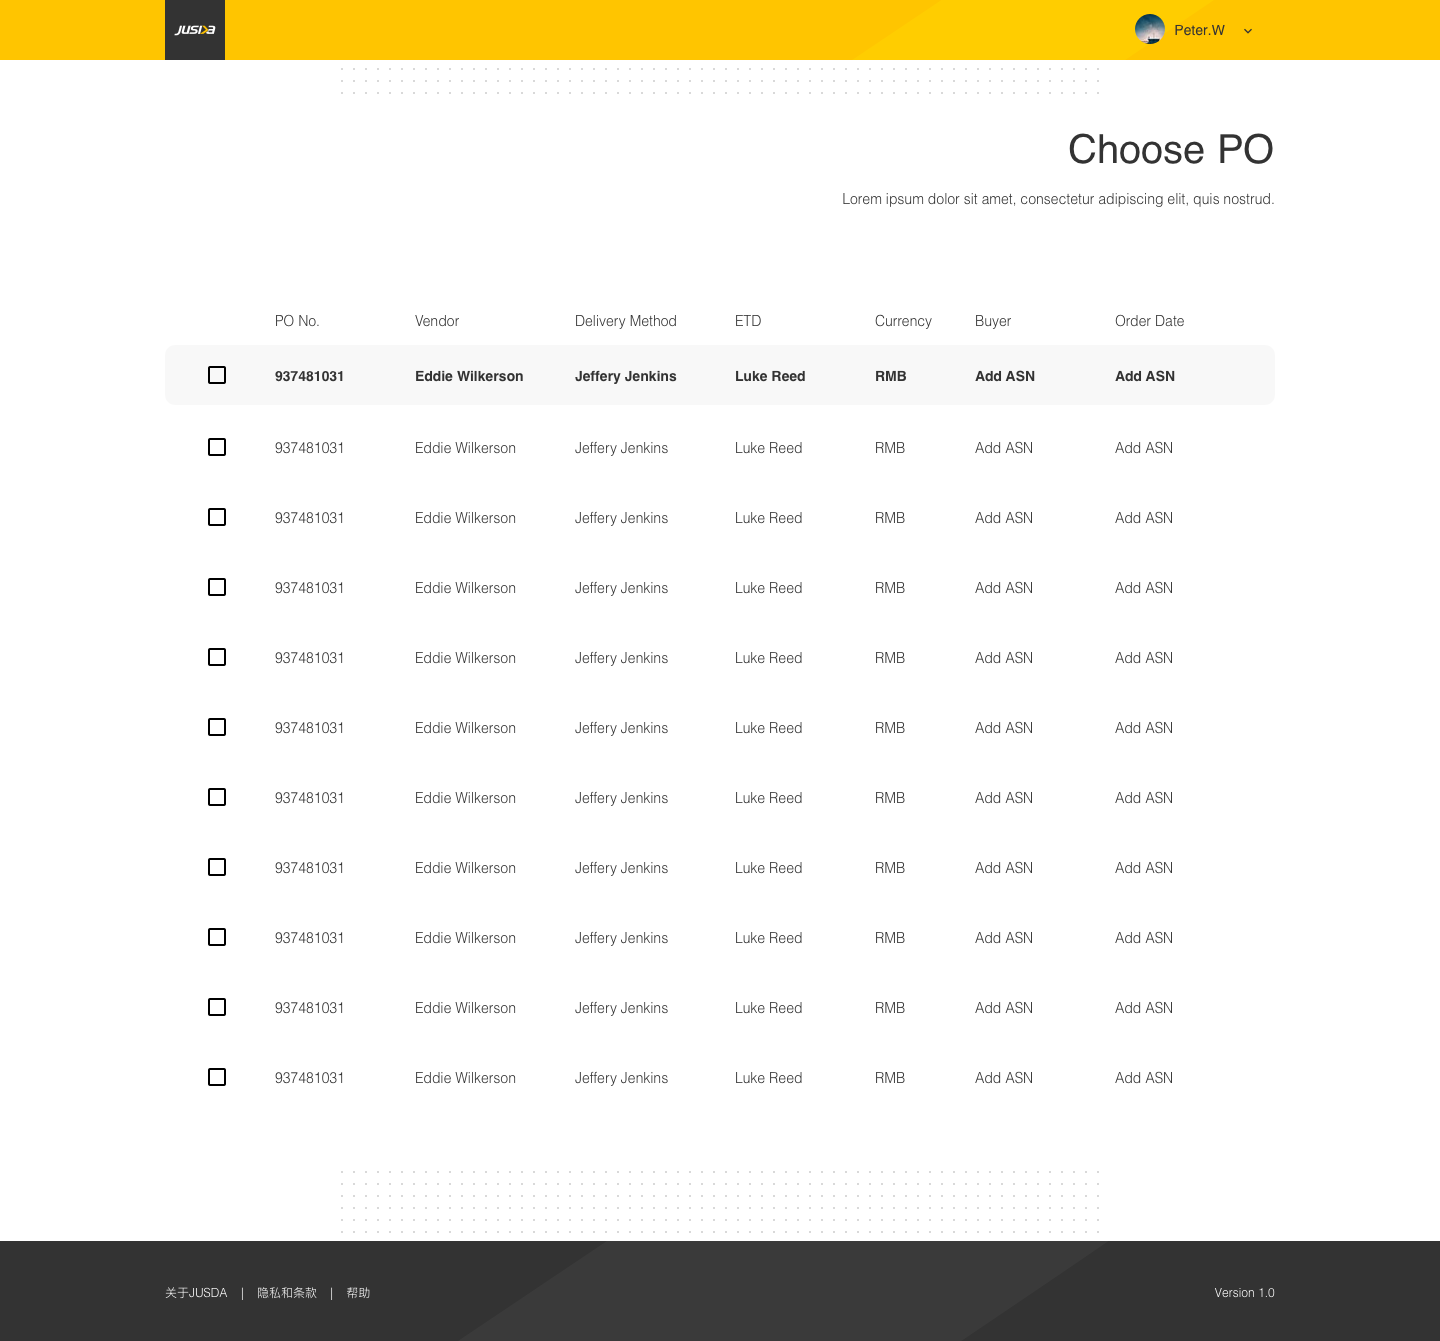 JUSDA
Peter.W
Choose PO
Lorem ipsum dolor sit amet, consectetur adipiscing elit, quis nostrud.
PO No. Vendor Delivery Method ETD Currency Buyer Order Date
937481031 Eddie Wilkerson Jeffery Jenkins Luke Reed RMB Add ASN Add ASN
937481031 Eddie Wilkerson Jeffery Jenkins Luke Reed RMB Add ASN Add ASN
937481031 Eddie Wilkerson Jeffery Jenkins Luke Reed RMB Add ASN Add ASN
937481031 Eddie Wilkerson Jeffery Jenkins Luke Reed RMB Add ASN Add ASN
937481031 Eddie Wilkerson Jeffery Jenkins Luke Reed RMB Add ASN Add ASN
937481031 Eddie Wilkerson Jeffery Jenkins Luke Reed RMB Add ASN Add ASN
937481031 Eddie Wilkerson Jeffery Jenkins Luke Reed RMB Add ASN Add ASN
937481031 Eddie Wilkerson Jeffery Jenkins Luke Reed RMB Add ASN Add ASN
937481031 Eddie Wilkerson Jeffery Jenkins Luke Reed RMB Add ASN Add ASN
937481031 Eddie Wilkerson Jeffery Jenkins Luke Reed RMB Add ASN Add ASN
937481031 Eddie Wilkerson Jeffery Jenkins Luke Reed RMB Add ASN Add ASN
关于JUSDA | 隐私和条款 | 帮助 Version 1.0